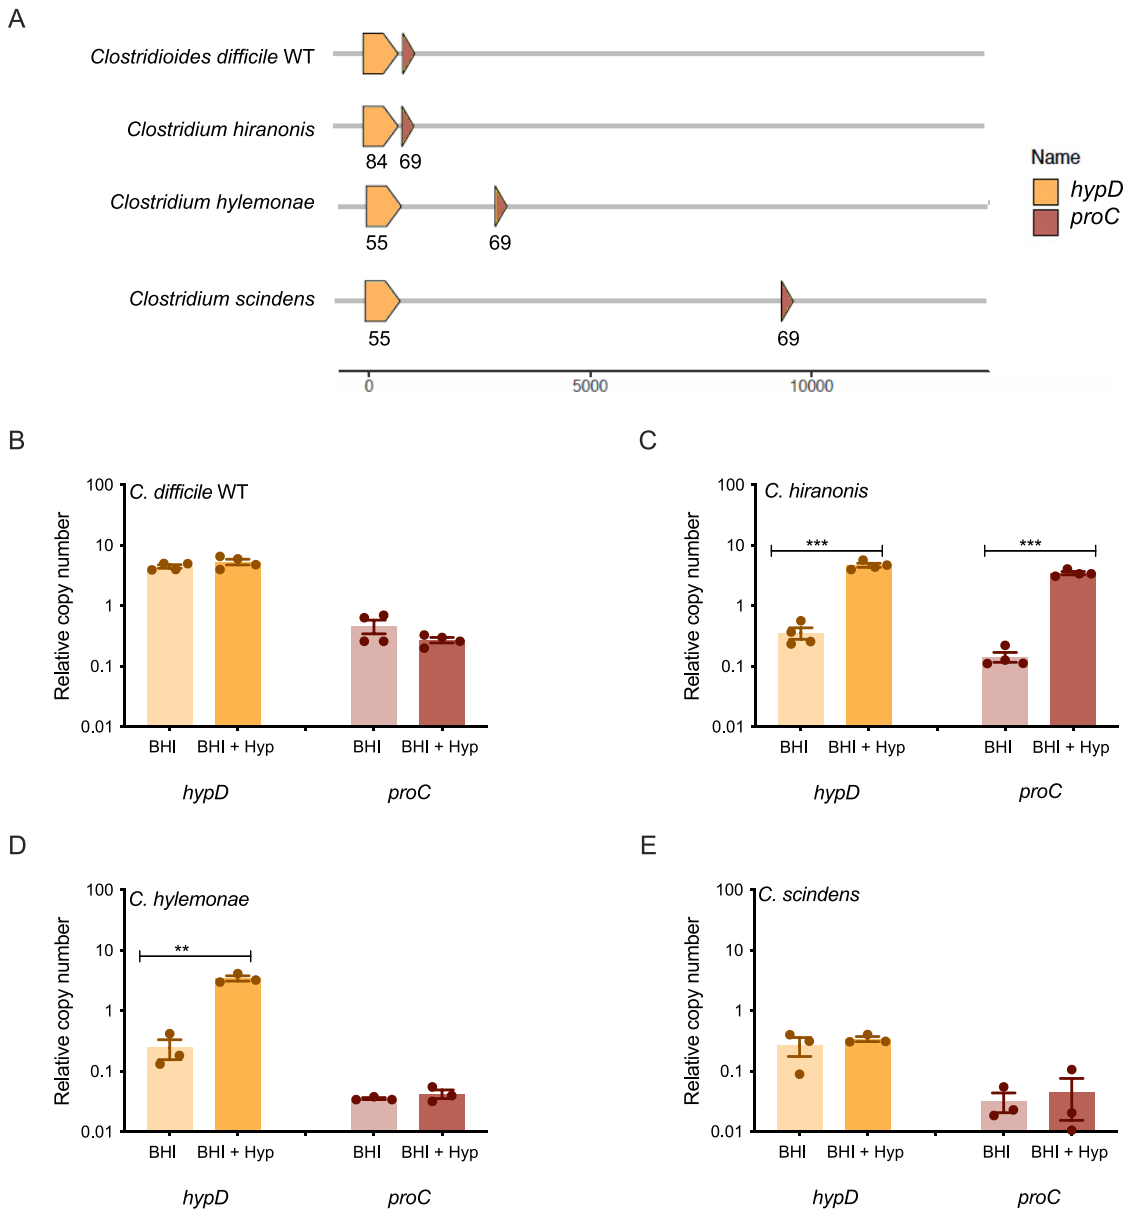 A
Clostridioides difficile WT
Clostridium hiranonis
84 69
Clostridium hylemonae
55 69
Clostridium scindens
55 69
0 5000 10000
Name
hypD
proC
B
C. difficile WT
Relative copy number
100
10
1
0.1
0.01
BHI BHI + Hyp BHI BHI + Hyp
hypD proC
C
C. hiranonis
Relative copy number
100
10
1
0.1
0.01
*** ***
BHI BHI + Hyp BHI BHI + Hyp
hypD proC
D
C. hylemonae
Relative copy number
100
10
1
0.1
0.01
**
BHI BHI + Hyp BHI BHI + Hyp
hypD proC
E
C. scindens
Relative copy number
100
10
1
0.1
0.01
BHI BHI + Hyp BHI BHI + Hyp
hypD proC